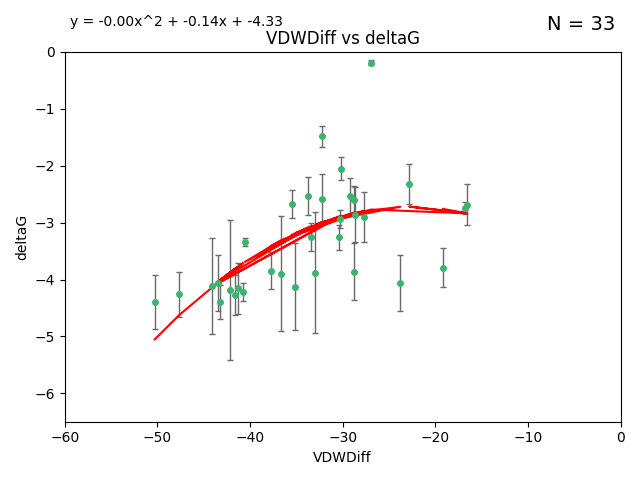 y = -0.00x^2 + -0.14x + -4.33
N = 33
VDWDiff vs deltaG
0
−1
−2
−3
−4
−5
−6
deltaG
−60 −50 −40 −30 −20 −10 0
VDWDiff